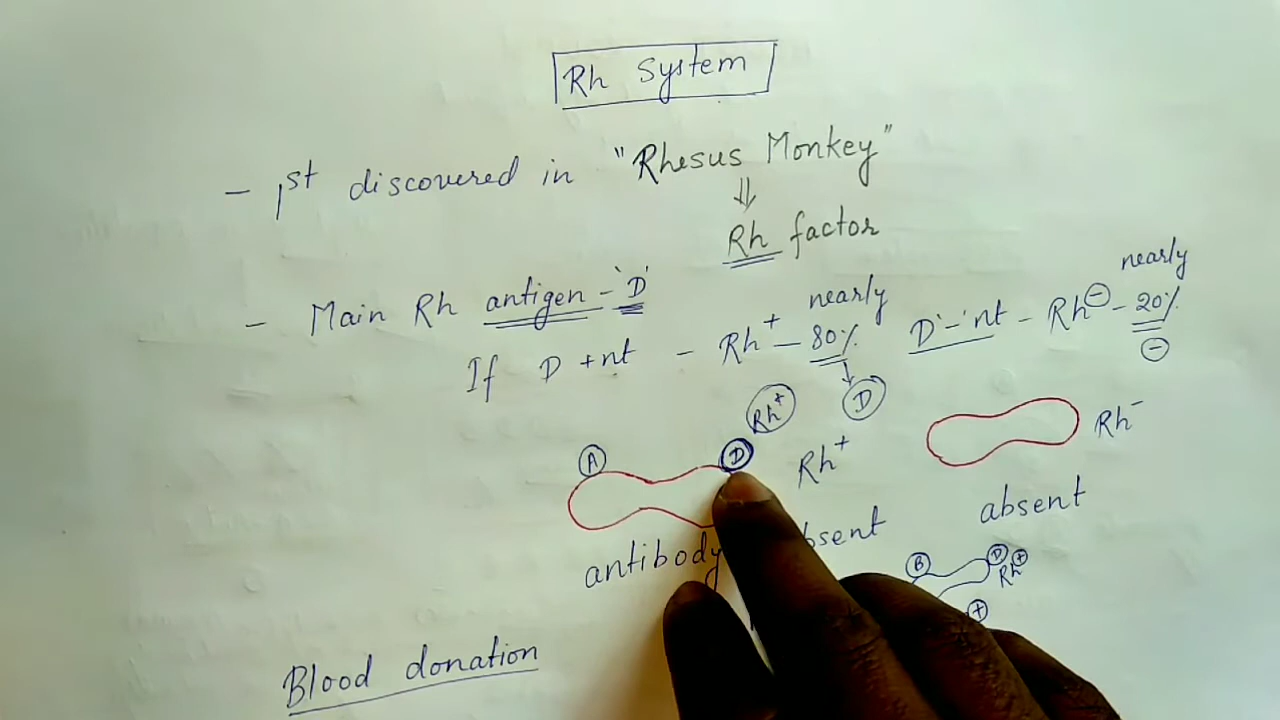 Rh System
- 1st discovered in "Rhesus Monkey"
⇓
Rh factor
- Main Rh antigen - 'D'
nearly
nearly
If D +nt - Rh+ - 80% D '-' nt - Rh⊖ - 20%
⊖
Rh+ D
A D Rh+ Rh-
antibody absent
B D Rh⊕
⊕
Blood donation